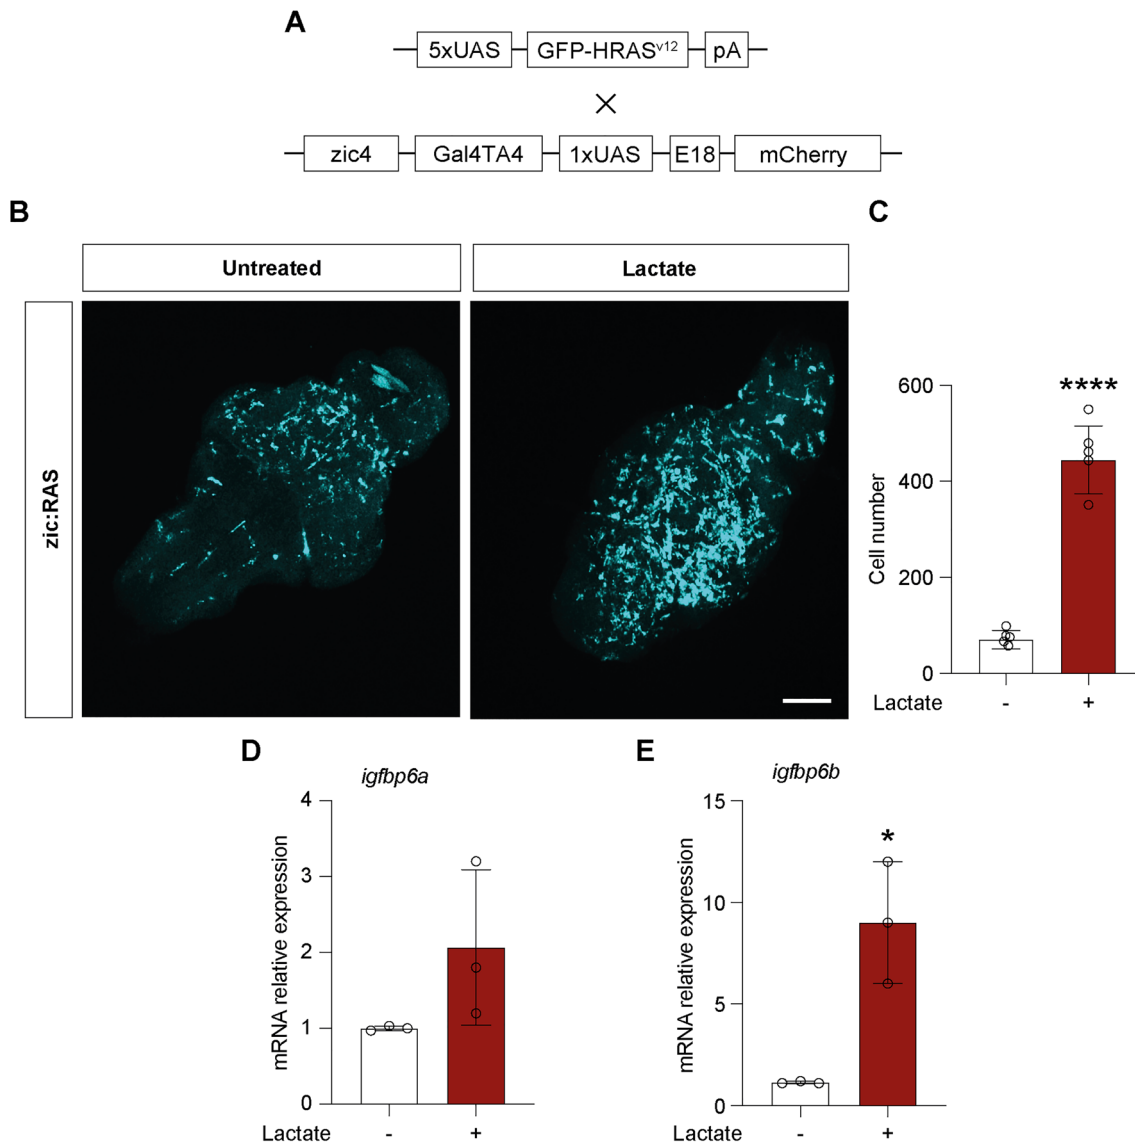 A
5xUAS GFP-HRASv12 pA
×
zic4 Gal4TA4 1xUAS E18 mCherry
B
Untreated Lactate
zic:RAS
C
Cell number
600
400
200
0
****
Lactate - +
D
igfbp6a
mRNA relative expression
4
3
2
1
0
Lactate - +
E
igfbp6b
mRNA relative expression
15
10
5
0
*
Lactate - +